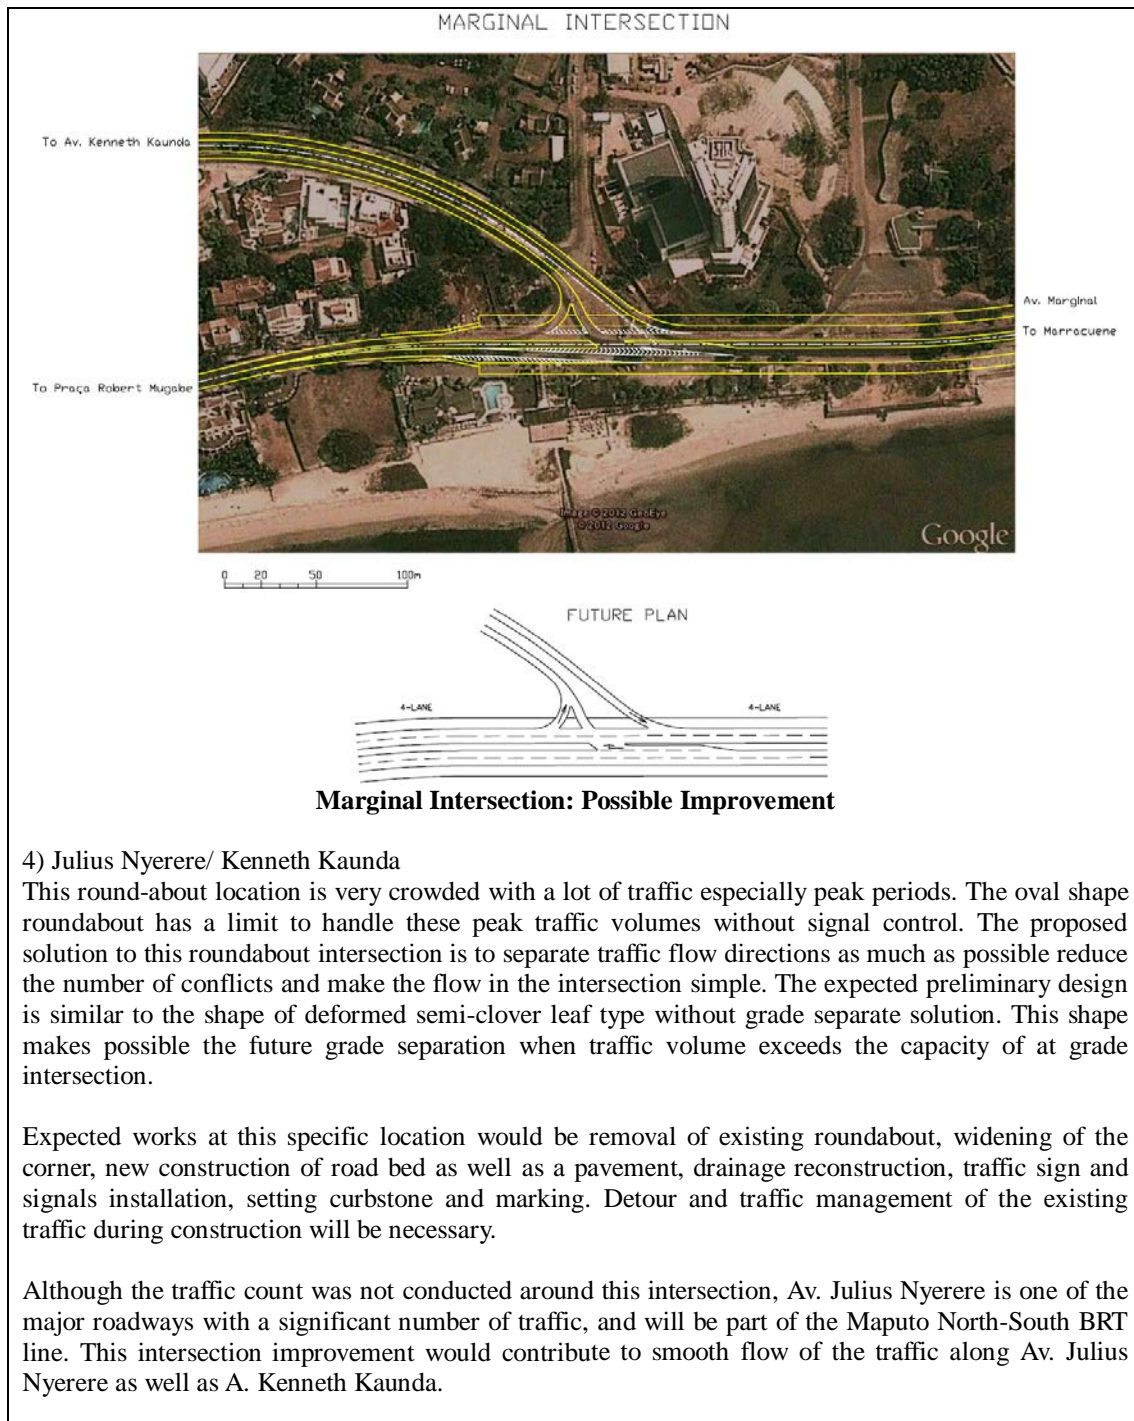 MARGINAL INTERSECTION
To Av. Kenneth Kaunda
Av. Marginal
To Marracuene
To Praça Robert Mugabe
Image © 2012 GeoEye
© 2012 Google
Google
0 20 50 100m
FUTURE PLAN
4-LANE 4-LANE
Marginal Intersection: Possible Improvement
4) Julius Nyerere/ Kenneth Kaunda
This round-about location is very crowded with a lot of traffic especially peak periods. The oval shape
roundabout has a limit to handle these peak traffic volumes without signal control. The proposed
solution to this roundabout intersection is to separate traffic flow directions as much as possible reduce
the number of conflicts and make the flow in the intersection simple. The expected preliminary design
is similar to the shape of deformed semi-clover leaf type without grade separate solution. This shape
makes possible the future grade separation when traffic volume exceeds the capacity of at grade
intersection.
Expected works at this specific location would be removal of existing roundabout, widening of the
corner, new construction of road bed as well as a pavement, drainage reconstruction, traffic sign and
signals installation, setting curbstone and marking. Detour and traffic management of the existing
traffic during construction will be necessary.
Although the traffic count was not conducted around this intersection, Av. Julius Nyerere is one of the
major roadways with a significant number of traffic, and will be part of the Maputo North-South BRT
line. This intersection improvement would contribute to smooth flow of the traffic along Av. Julius
Nyerere as well as A. Kenneth Kaunda.